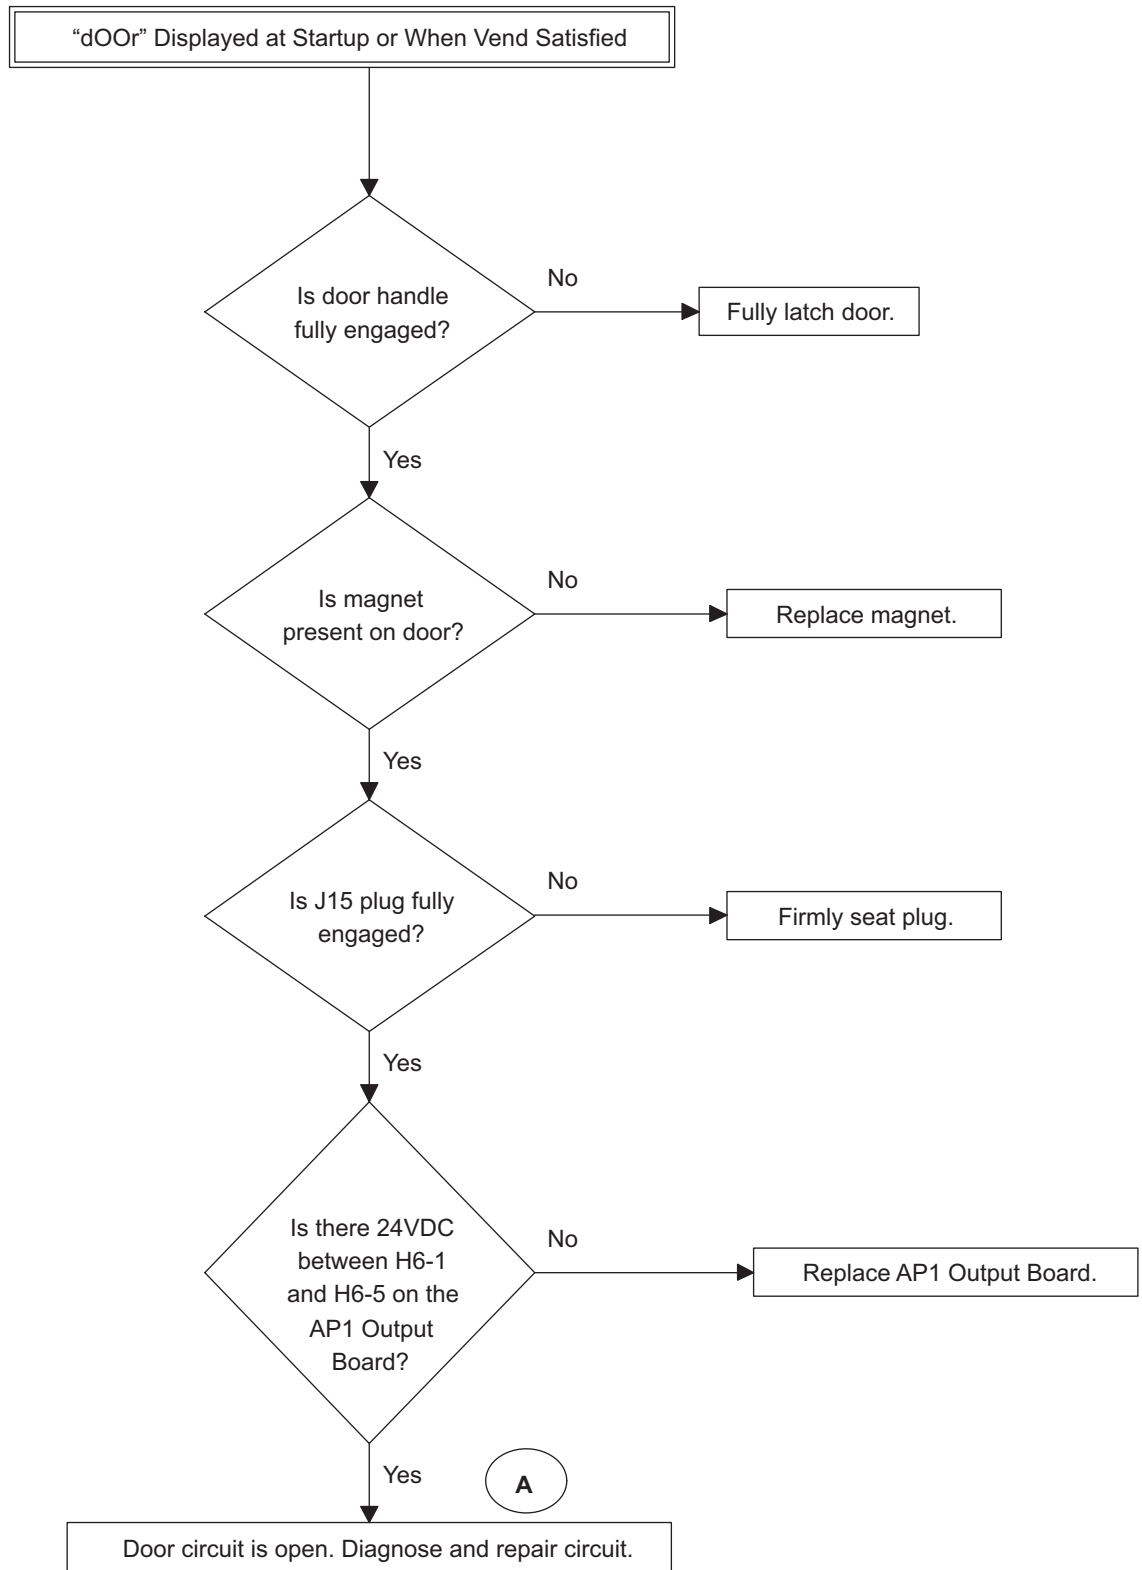 “dOOr” Displayed at Startup or When Vend Satisfied
Is door handle
fully engaged?
No
Fully latch door.
Yes
Is magnet
present on door?
No
Replace magnet.
Yes
Is J15 plug fully
engaged?
No
Firmly seat plug.
Yes
Is there 24VDC
between H6-1
and H6-5 on the
AP1 Output
Board?
No
Replace AP1 Output Board.
Yes
A
Door circuit is open. Diagnose and repair circuit.